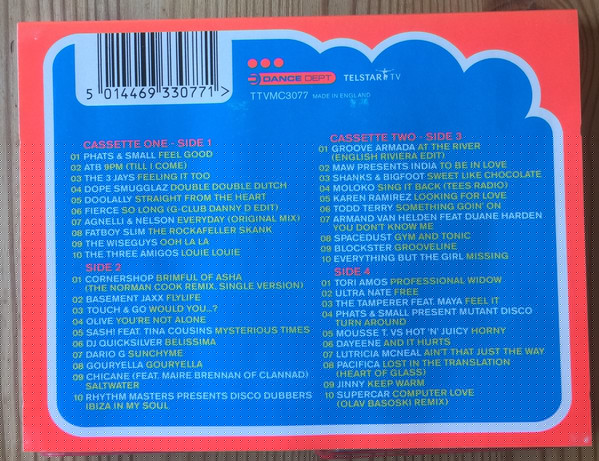 5 014469 330771 >
DANCE DEPT
TELSTAR TV
TTVMC3077 MADE IN ENGLAND
CASSETTE ONE - SIDE 1
01 PHATS & SMALL FEEL GOOD
02 ATB 9PM (TILL I COME)
03 THE 3 JAYS FEELING IT TOO
04 DOPE SMUGGLAZ DOUBLE DOUBLE DUTCH
05 DOOLALLY STRAIGHT FROM THE HEART
06 FIERCE SO LONG (G-CLUB DANNY D EDIT)
07 AGNELLI & NELSON EVERYDAY (ORIGINAL MIX)
08 FATBOY SLIM THE ROCKAFELLER SKANK
09 THE WISEGUYS OOH LA LA
10 THE THREE AMIGOS LOUIE LOUIE
SIDE 2
01 CORNERSHOP BRIMFUL OF ASHA
(THE NORMAN COOK REMIX. SINGLE VERSION)
02 BASEMENT JAXX FLYLIFE
03 TOUCH & GO WOULD YOU...?
04 OLIVE YOU'RE NOT ALONE
05 SASH! FEAT. TINA COUSINS MYSTERIOUS TIMES
06 DJ QUICKSILVER BELISSIMA
07 DARIO G SUNCHYME
08 GOURYELLA GOURYELLA
09 CHICANE (FEAT. MAIRE BRENNAN OF CLANNAD)
SALTWATER
10 RHYTHM MASTERS PRESENTS DISCO DUBBERS
IBIZA IN MY SOUL
CASSETTE TWO - SIDE 3
01 GROOVE ARMADA AT THE RIVER
(ENGLISH RIVIERA EDIT)
02 MAW PRESENTS INDIA TO BE IN LOVE
03 SHANKS & BIGFOOT SWEET LIKE CHOCOLATE
04 MOLOKO SING IT BACK (TEES RADIO)
05 KAREN RAMIREZ LOOKING FOR LOVE
06 TODD TERRY SOMETHING GOIN' ON
07 ARMAND VAN HELDEN FEAT DUANE HARDEN
YOU DON'T KNOW ME
08 SPACEDUST GYM AND TONIC
09 BLOCKSTER GROOVELINE
10 EVERYTHING BUT THE GIRL MISSING
SIDE 4
01 TORI AMOS PROFESSIONAL WIDOW
02 ULTRA NATE FREE
03 THE TAMPERER FEAT. MAYA FEEL IT
04 PHATS & SMALL PRESENT MUTANT DISCO
TURN AROUND
05 MOUSSE T. VS HOT 'N' JUICY HORNY
06 DAYEENE AND IT HURTS
07 LUTRICIA MCNEAL AIN'T THAT JUST THE WAY
08 PACIFICA LOST IN THE TRANSLATION
(HEART OF GLASS)
09 JINNY KEEP WARM
10 SUPERCAR COMPUTER LOVE
(OLAV BASOSKI REMIX)